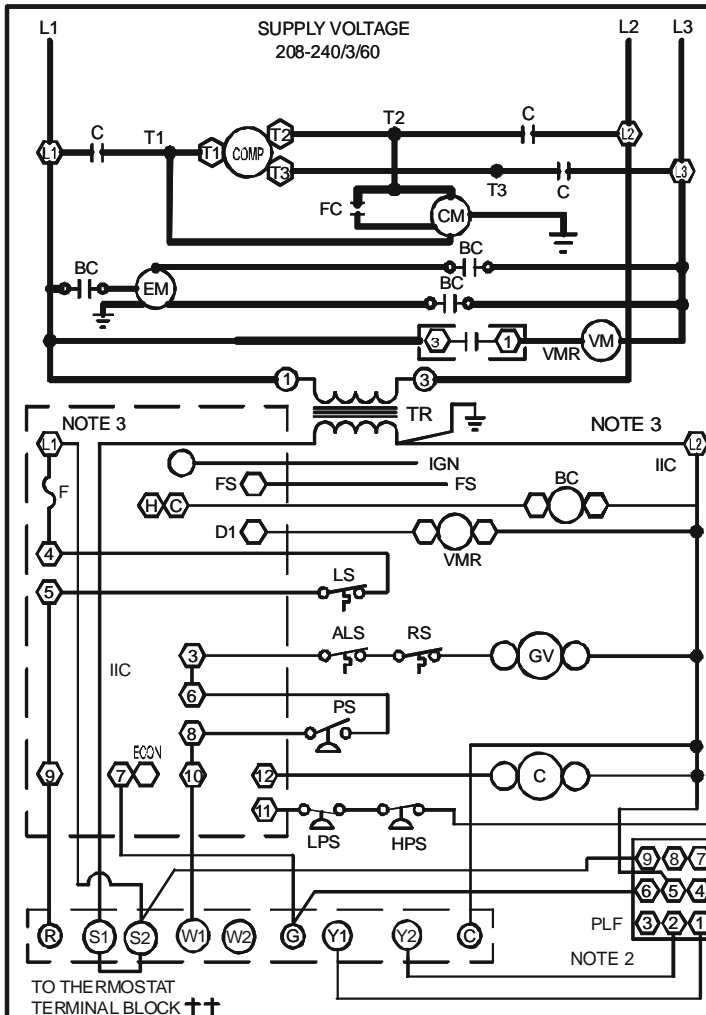 L1 SUPPLY VOLTAGE L2 L3
208-240/3/60
C T1 T2 C
L1 T1 COMP T2 L2
T3 T3 C L3
FC CM
BC EM BC
BC
3 1 VMR VM
1 3
TR
NOTE 3 NOTE 3
L1 L2
IGN IIC
F FS FS BC
H C
D1 VMR
4
5 LS
ALS RS
3 GV
IIC 6
PS
8
ECON
9 7 10 12 C
11
LPS HPS
9 8 7
6 5 4
PLF 3 2 1
R S1 S2 W1 W2 G Y1 Y2 C
NOTE 2
TO THERMOSTAT
TERMINAL BLOCK ††